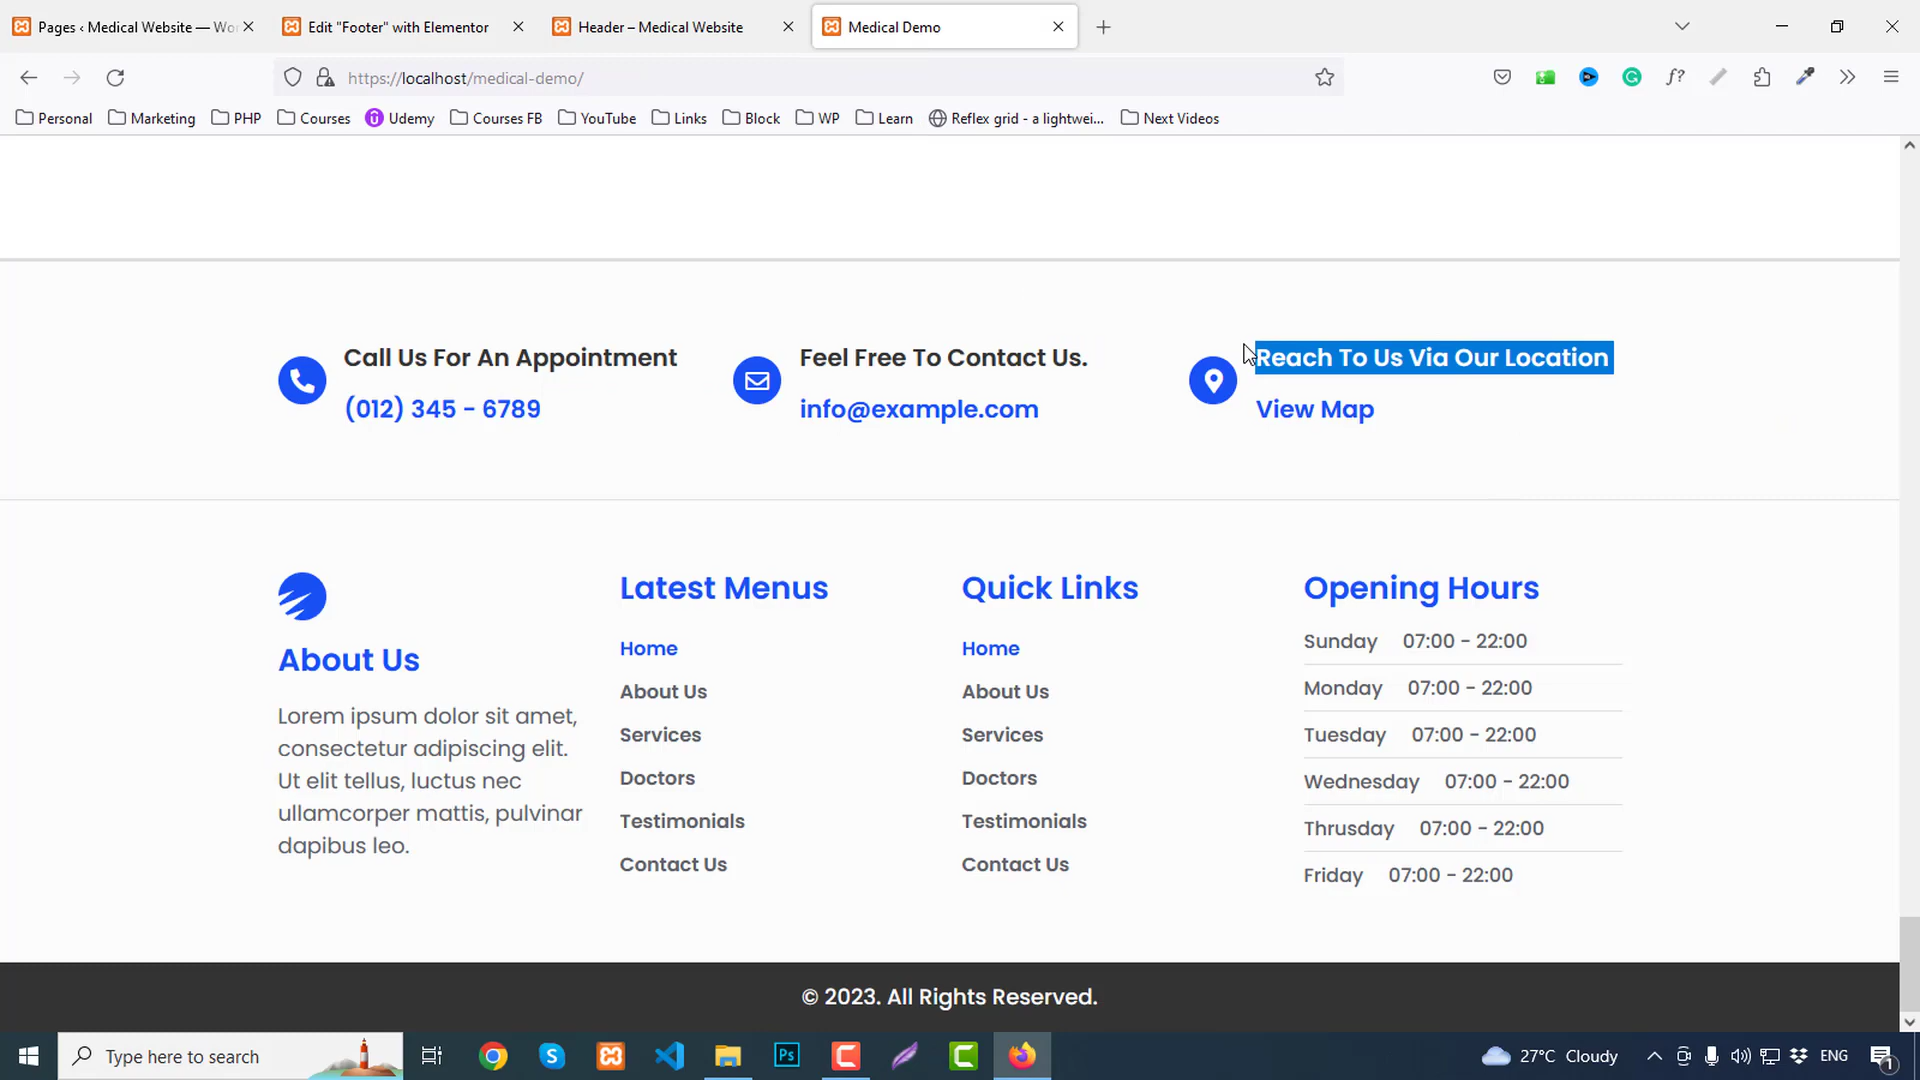 Pages ‹ Medical Website — Wo
Edit "Footer" with Elementor
Header – Medical Website
Medical Demo
https://localhost/medical-demo/
Personal
Marketing
PHP
Courses
Udemy
Courses FB
YouTube
Links
Block
WP
Learn
Reflex grid - a lightwei...
Next Videos
Call Us For An Appointment
(012) 345 - 6789
Feel Free To Contact Us.
info@example.com
Reach To Us Via Our Location
View Map
About Us
Lorem ipsum dolor sit amet,
consectetur adipiscing elit.
Ut elit tellus, luctus nec
ullamcorper mattis, pulvinar
dapibus leo.
Latest Menus
Home
About Us
Services
Doctors
Testimonials
Contact Us
Quick Links
Home
About Us
Services
Doctors
Testimonials
Contact Us
Opening Hours
Sunday 07:00 - 22:00
Monday 07:00 - 22:00
Tuesday 07:00 - 22:00
Wednesday 07:00 - 22:00
Thrusday 07:00 - 22:00
Friday 07:00 - 22:00
© 2023. All Rights Reserved.
Type here to search
27°C Cloudy
ENG
1